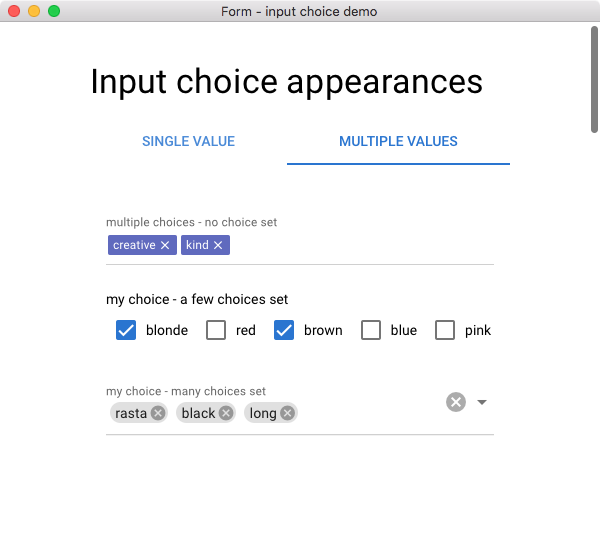 Form - input choice demo
Input choice appearances
SINGLE VALUE MULTIPLE VALUES
multiple choices - no choice set
creative kind
my choice - a few choices set
blonde red brown blue pink
my choice - many choices set
rasta black long